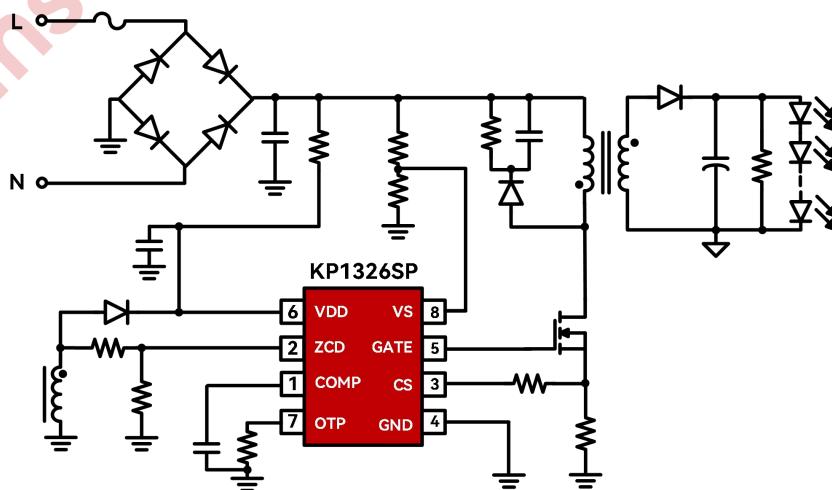 L
N
KP1326SP
6 VDD VS 8
2 ZCD GATE 5
1 COMP CS 3
7 OTP GND 4